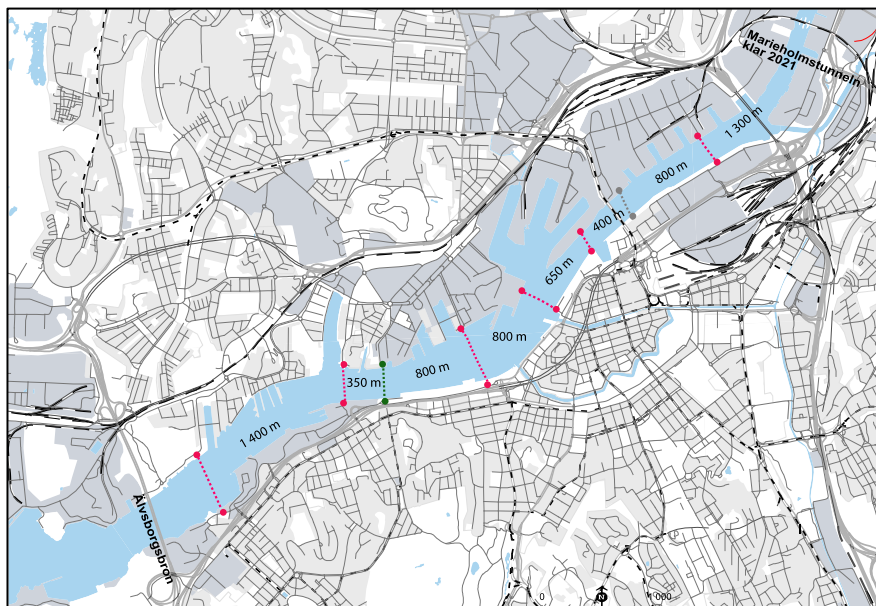 Marieholmstunneln
klar 2021
1 300 m
800 m
400 m
650 m
800 m
800 m
350 m
1 400 m
Älvsborgsbron
0
N
1 000